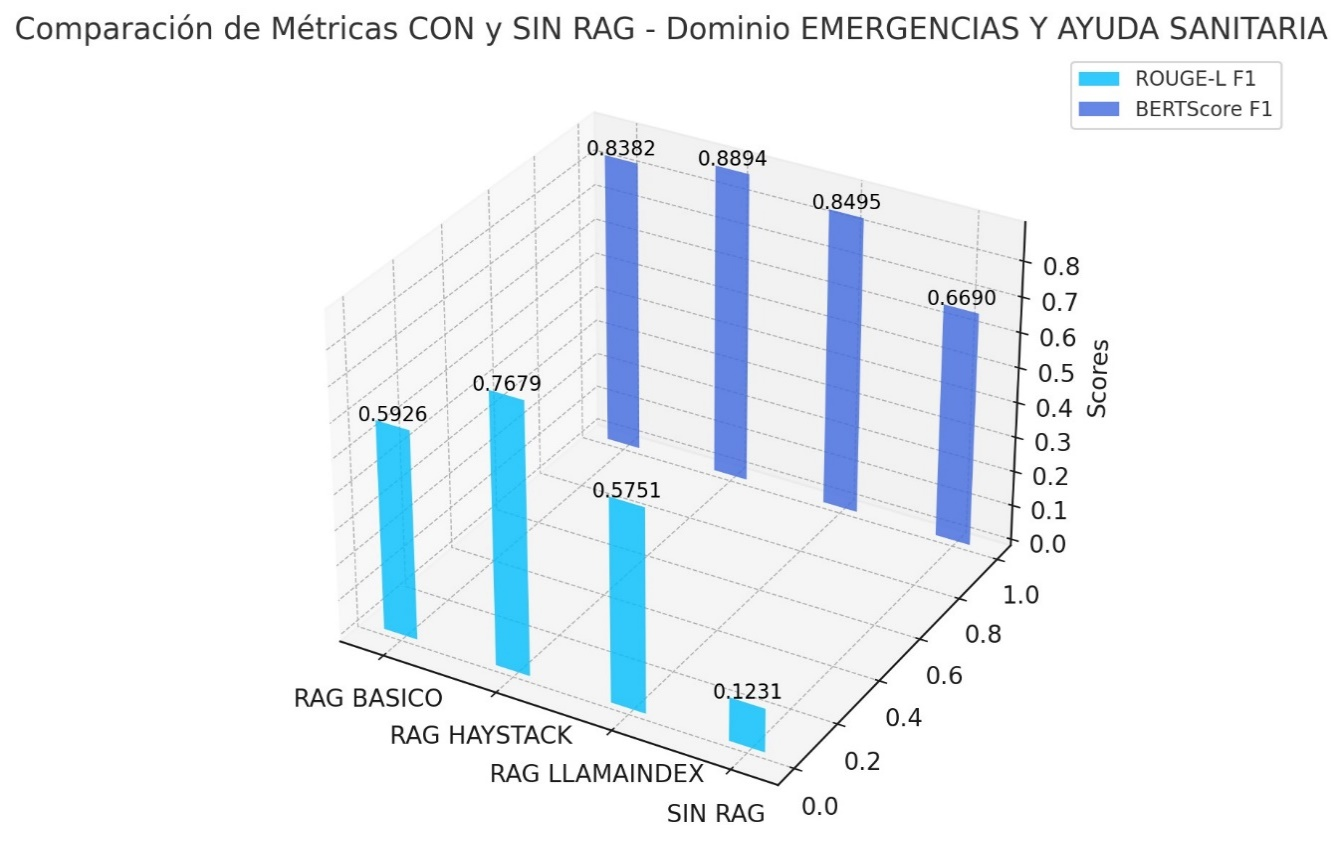 Comparación de Métricas CON y SIN RAG - Dominio EMERGENCIAS Y AYUDA SANITARIA
ROUGE-L F1
BERTScore F1
0.8382
0.8894
0.8495
0.6690
0.5926
0.7679
0.5751
0.1231
0.8
0.7
0.6
0.5
0.4
0.3
0.2
0.1
0.0
Scores
1.0
0.8
0.6
0.4
0.2
0.0
RAG BASICO
RAG HAYSTACK
RAG LLAMAINDEX
SIN RAG